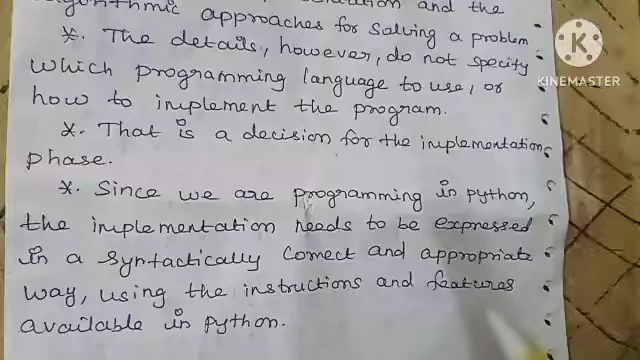 and the
algorithmic approaches for solving a problem
*. The details, however, do not specify
which programming language to use, or
how to implement the program.
*. That is a decision for the implementation
phase.
*. Since we are programming in python,
the implementation needs to be expressed
in a syntactically correct and appropriate
way, using the instructions and features
available in python.
KINEMASTER